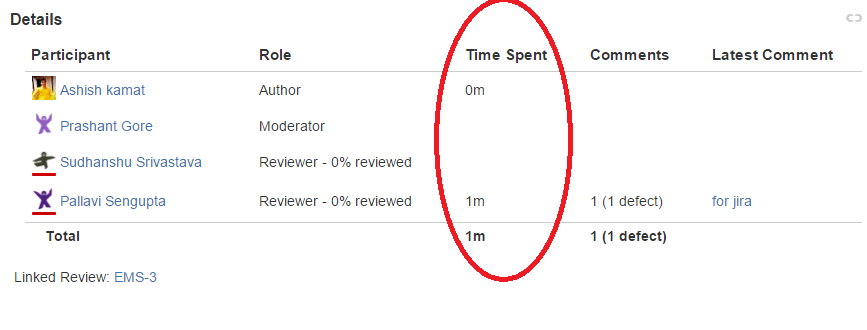 Details
Participant Role Time Spent Comments Latest Comment
Ashish kamat Author 0m
Prashant Gore Moderator
Sudhanshu Srivastava Reviewer - 0% reviewed
Pallavi Sengupta Reviewer - 0% reviewed 1m 1 (1 defect) for jira
Total 1m 1 (1 defect)
Linked Review: EMS-3